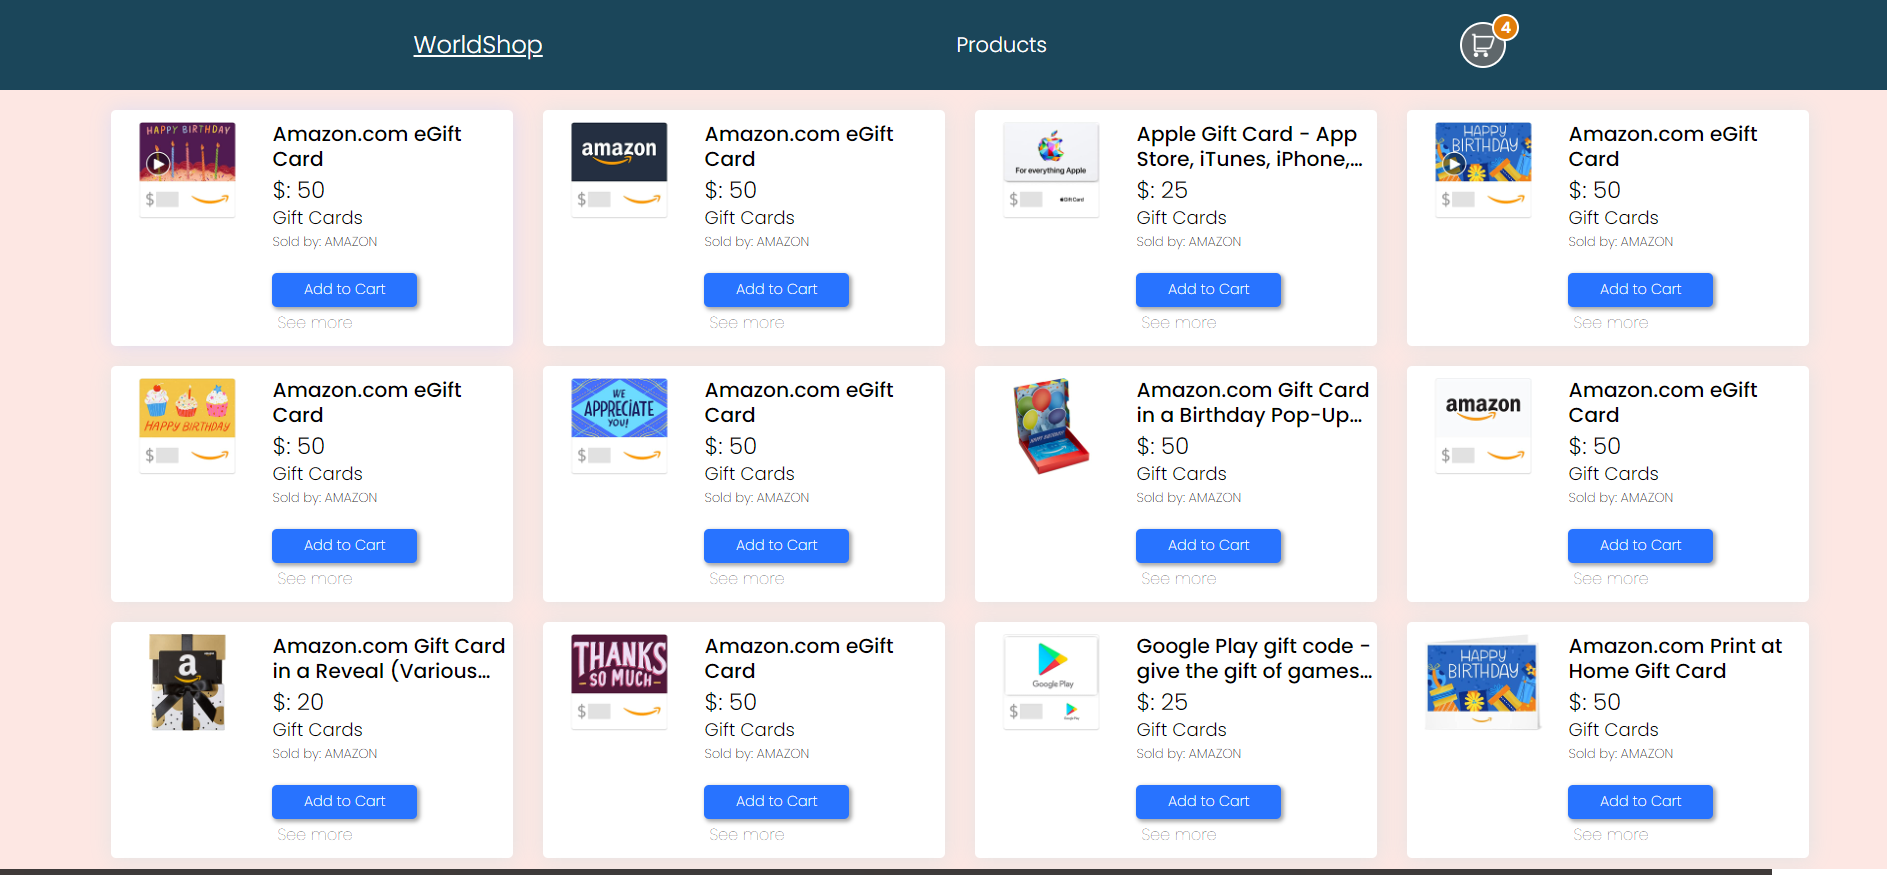 WorldShop
Products
4
HAPPY BIRTHDAY
$
Amazon.com eGift
Card
$: 50
Gift Cards
Sold by: AMAZON
Add to Cart
See more
amazon
$
Amazon.com eGift
Card
$: 50
Gift Cards
Sold by: AMAZON
Add to Cart
See more
For everything Apple
$
Gift Card
Apple Gift Card - App
Store, iTunes, iPhone,...
$: 25
Gift Cards
Sold by: AMAZON
Add to Cart
See more
HAPPY
BIRTHDAY
$
Amazon.com eGift
Card
$: 50
Gift Cards
Sold by: AMAZON
Add to Cart
See more
HAPPY BIRTHDAY
$
Amazon.com eGift
Card
$: 50
Gift Cards
Sold by: AMAZON
Add to Cart
See more
WE
APPRECiATE
YOU!
$
Amazon.com eGift
Card
$: 50
Gift Cards
Sold by: AMAZON
Add to Cart
See more
Amazon.com Gift Card
in a Birthday Pop-Up...
$: 50
Gift Cards
Sold by: AMAZON
Add to Cart
See more
amazon
$
Amazon.com eGift
Card
$: 50
Gift Cards
Sold by: AMAZON
Add to Cart
See more
a
Amazon.com Gift Card
in a Reveal (Various...
$: 20
Gift Cards
Sold by: AMAZON
Add to Cart
See more
THANKS
SO MUCH
$
Amazon.com eGift
Card
$: 50
Gift Cards
Sold by: AMAZON
Add to Cart
See more
Google Play
$
Google Play
Google Play gift code -
give the gift of games...
$: 25
Gift Cards
Sold by: AMAZON
Add to Cart
See more
HAPPY
BIRTHDAY
Amazon.com Print at
Home Gift Card
$: 50
Gift Cards
Sold by: AMAZON
Add to Cart
See more